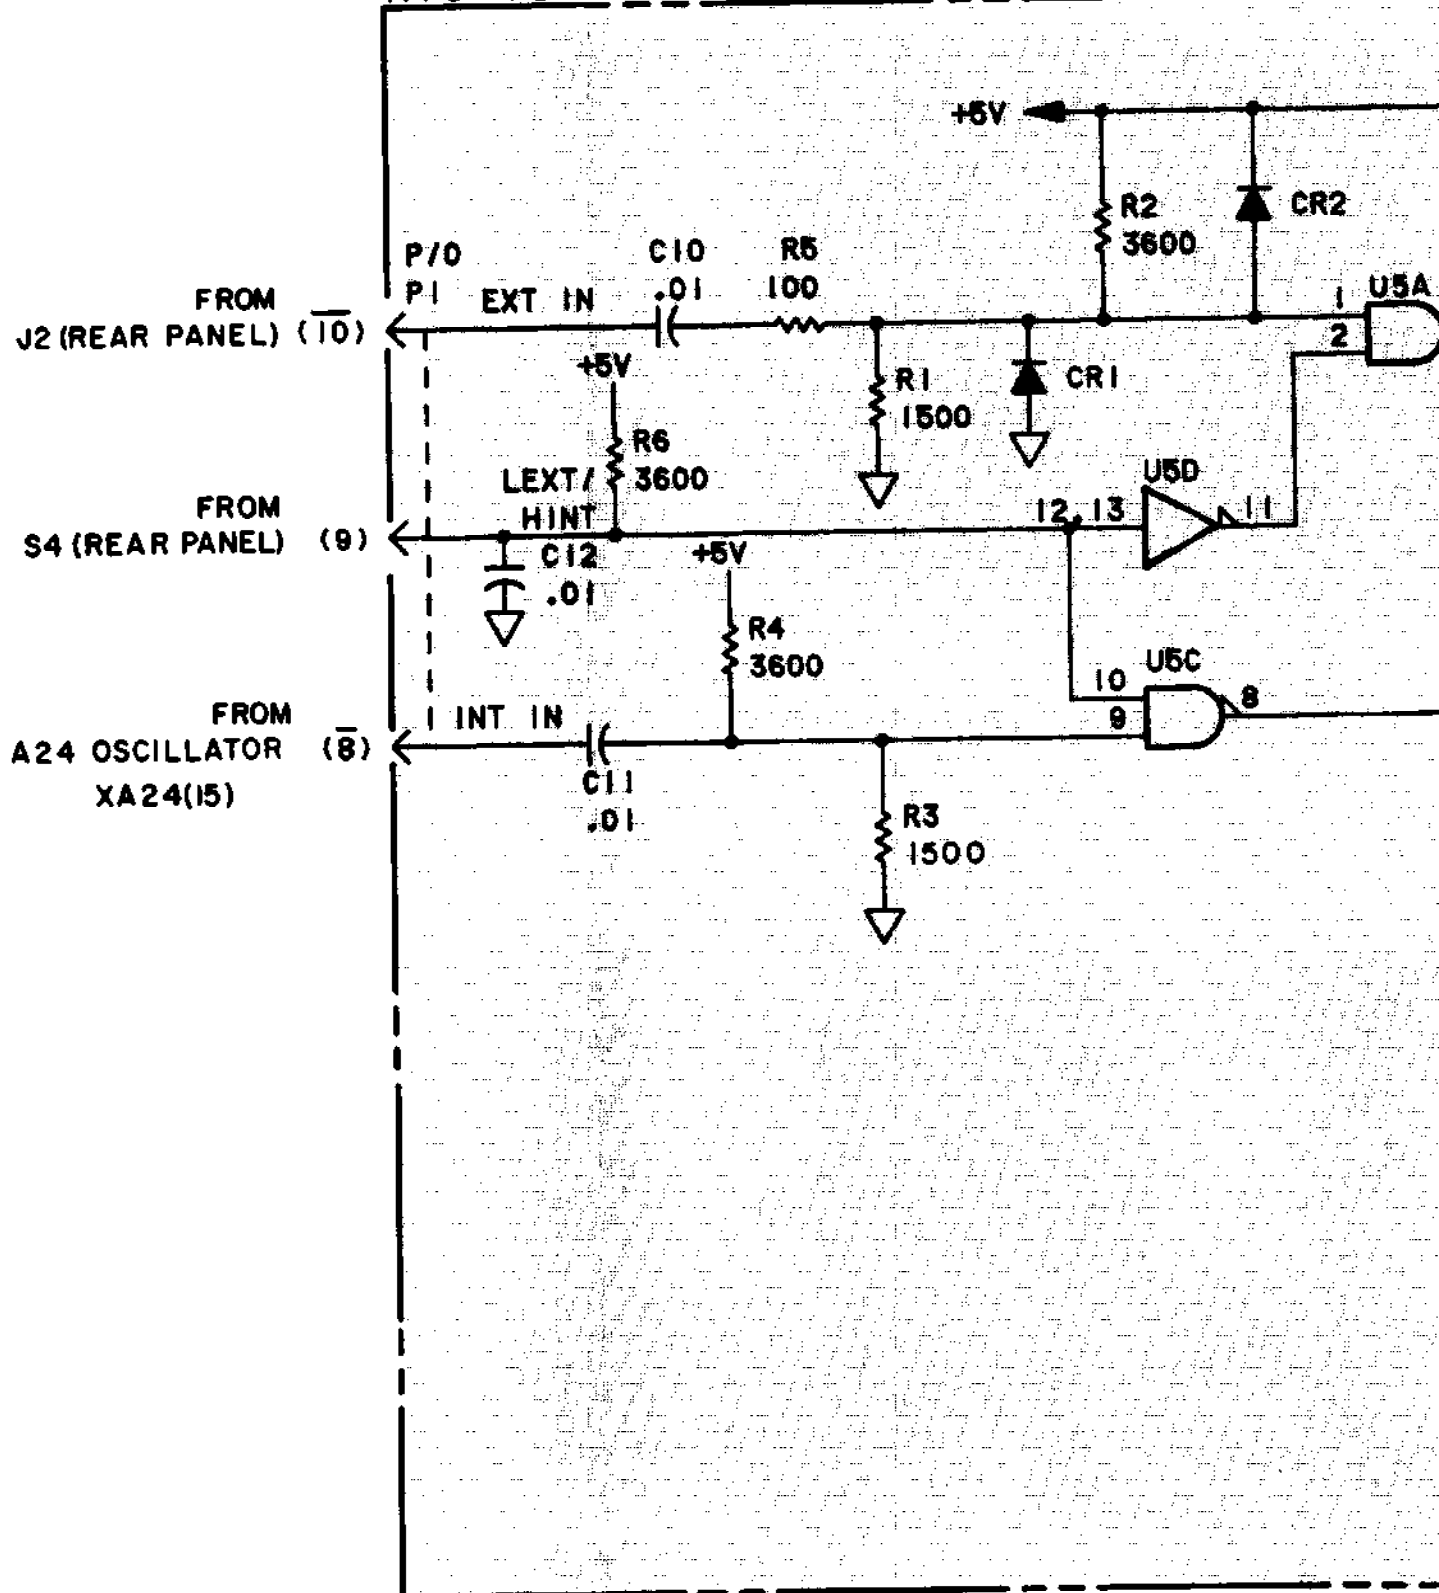 +5V
R2
3600
CR2
P/O
P1
C10
.01
R5
100
U5A
EXT IN
1
2
FROM
J2 (REAR PANEL) (10)
+5V
R1
1500
CR1
R6
3600
LEXT/
HINT
U5D
FROM
S4 (REAR PANEL) (9)
12,13
11
C12
.01
+5V
R4
3600
U5C
10
9
8
FROM
A24 OSCILLATOR (8)
XA24(15)
INT IN
C11
.01
R3
1500